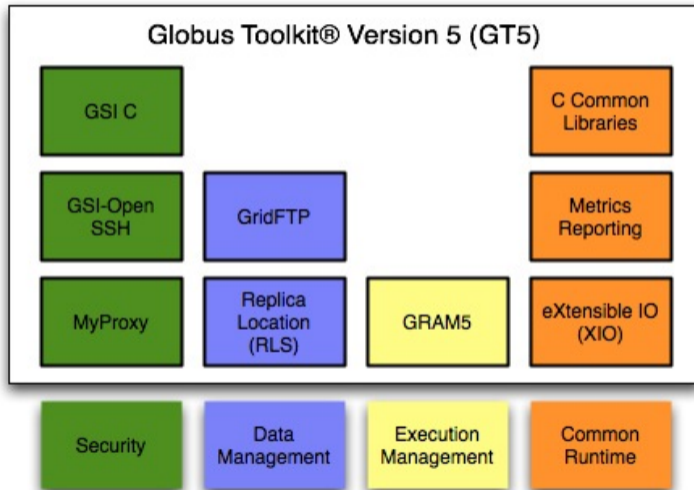 Globus Toolkit® Version 5 (GT5)
GSI C
C Common
Libraries
GSI-Open
SSH
GridFTP
Metrics
Reporting
MyProxy
Replica
Location
(RLS)
GRAM5
eXtensible IO
(XIO)
Security
Data
Management
Execution
Management
Common
Runtime